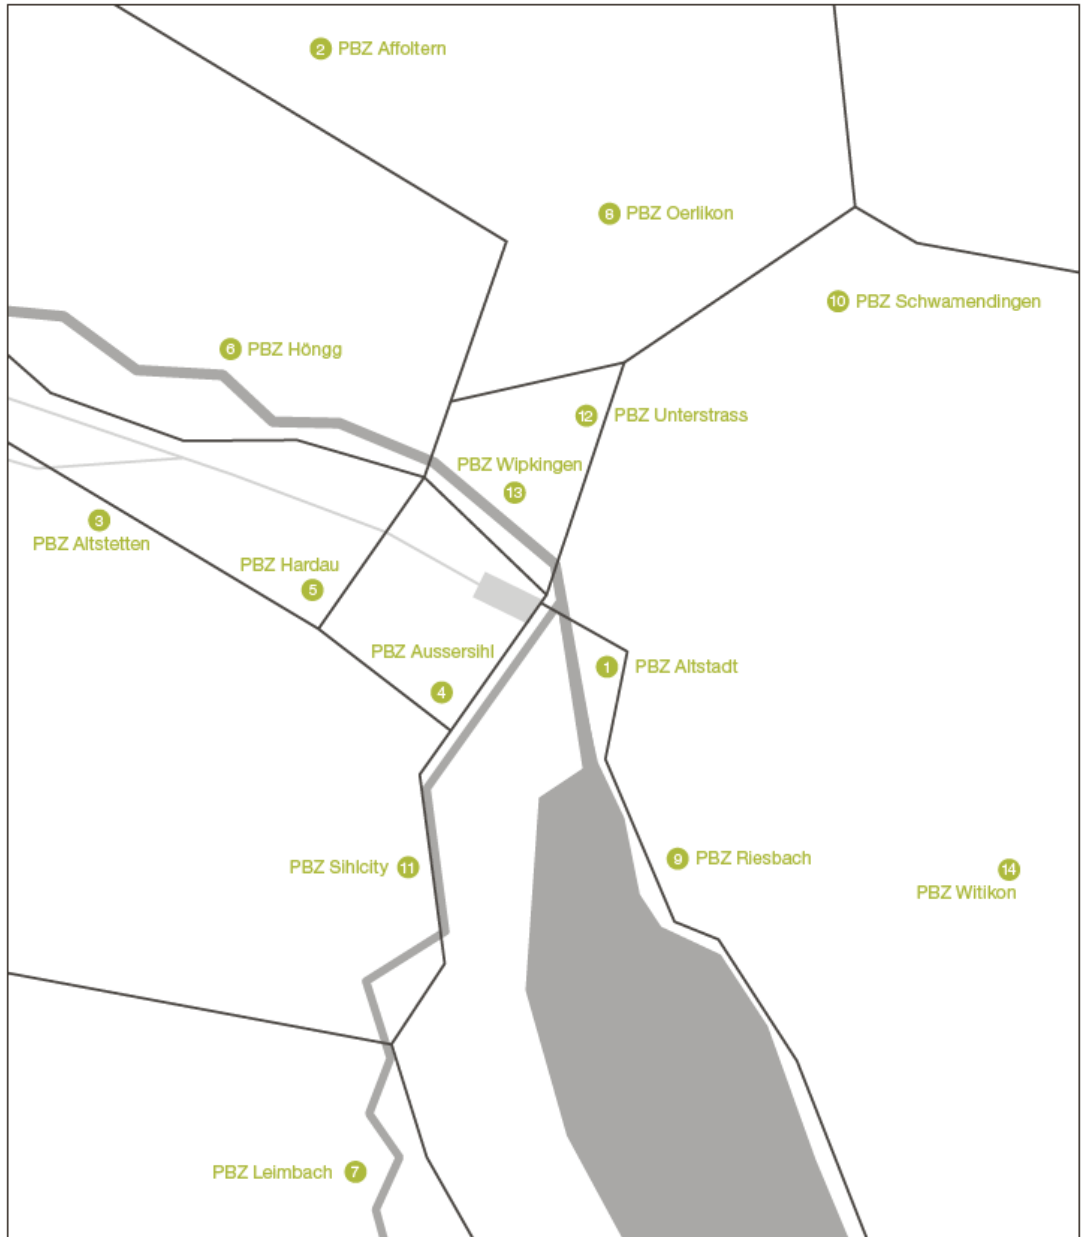 2 PBZ Affoltern
8 PBZ Oerlikon
10 PBZ Schwamendingen
6 PBZ Höngg
12 PBZ Unterstrass
PBZ Wipkingen
13
3
PBZ Altstetten
PBZ Hardau
5
PBZ Aussersihl
4
1 PBZ Altstadt
9 PBZ Riesbach
PBZ Sihlcity 11
14
PBZ Witikon
PBZ Leimbach 7